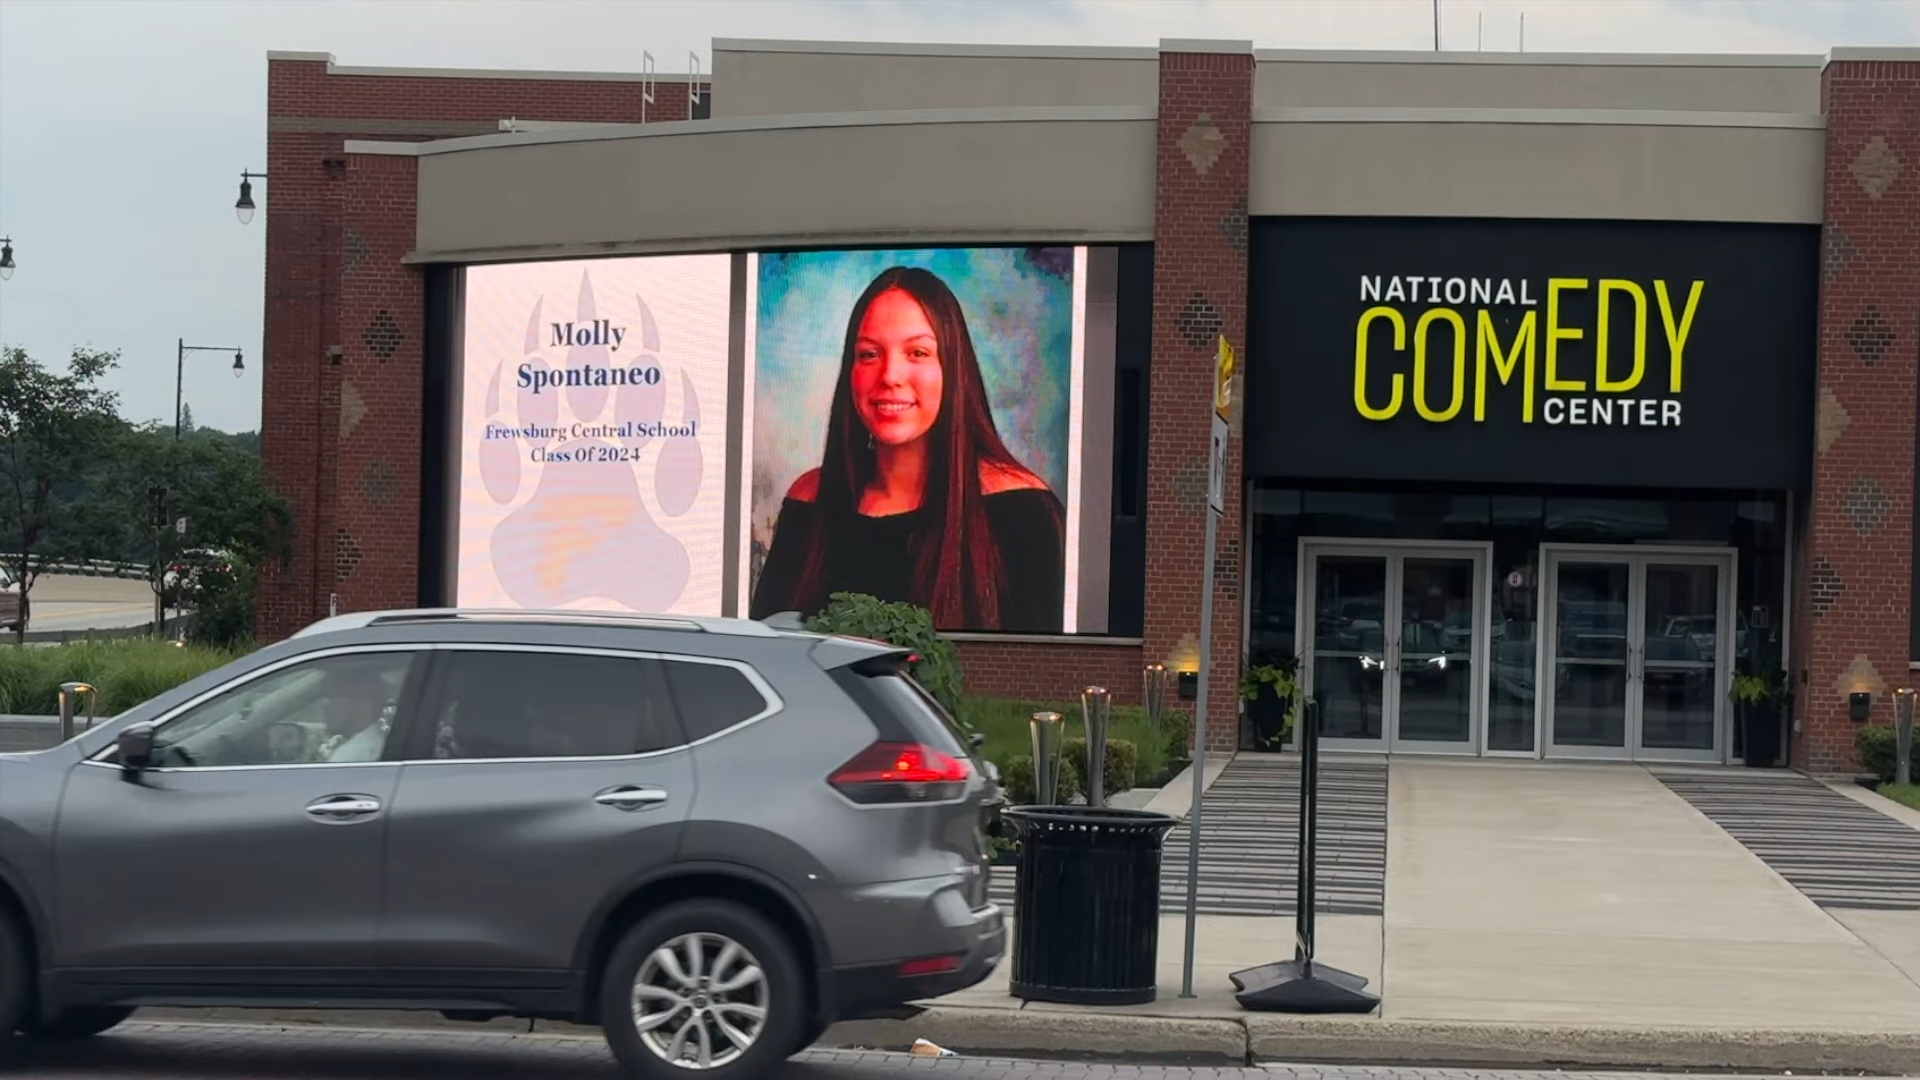 Molly
Spontaneo
Frewsburg Central School
Class Of 2024
NATIONAL
COMEDY
CENTER